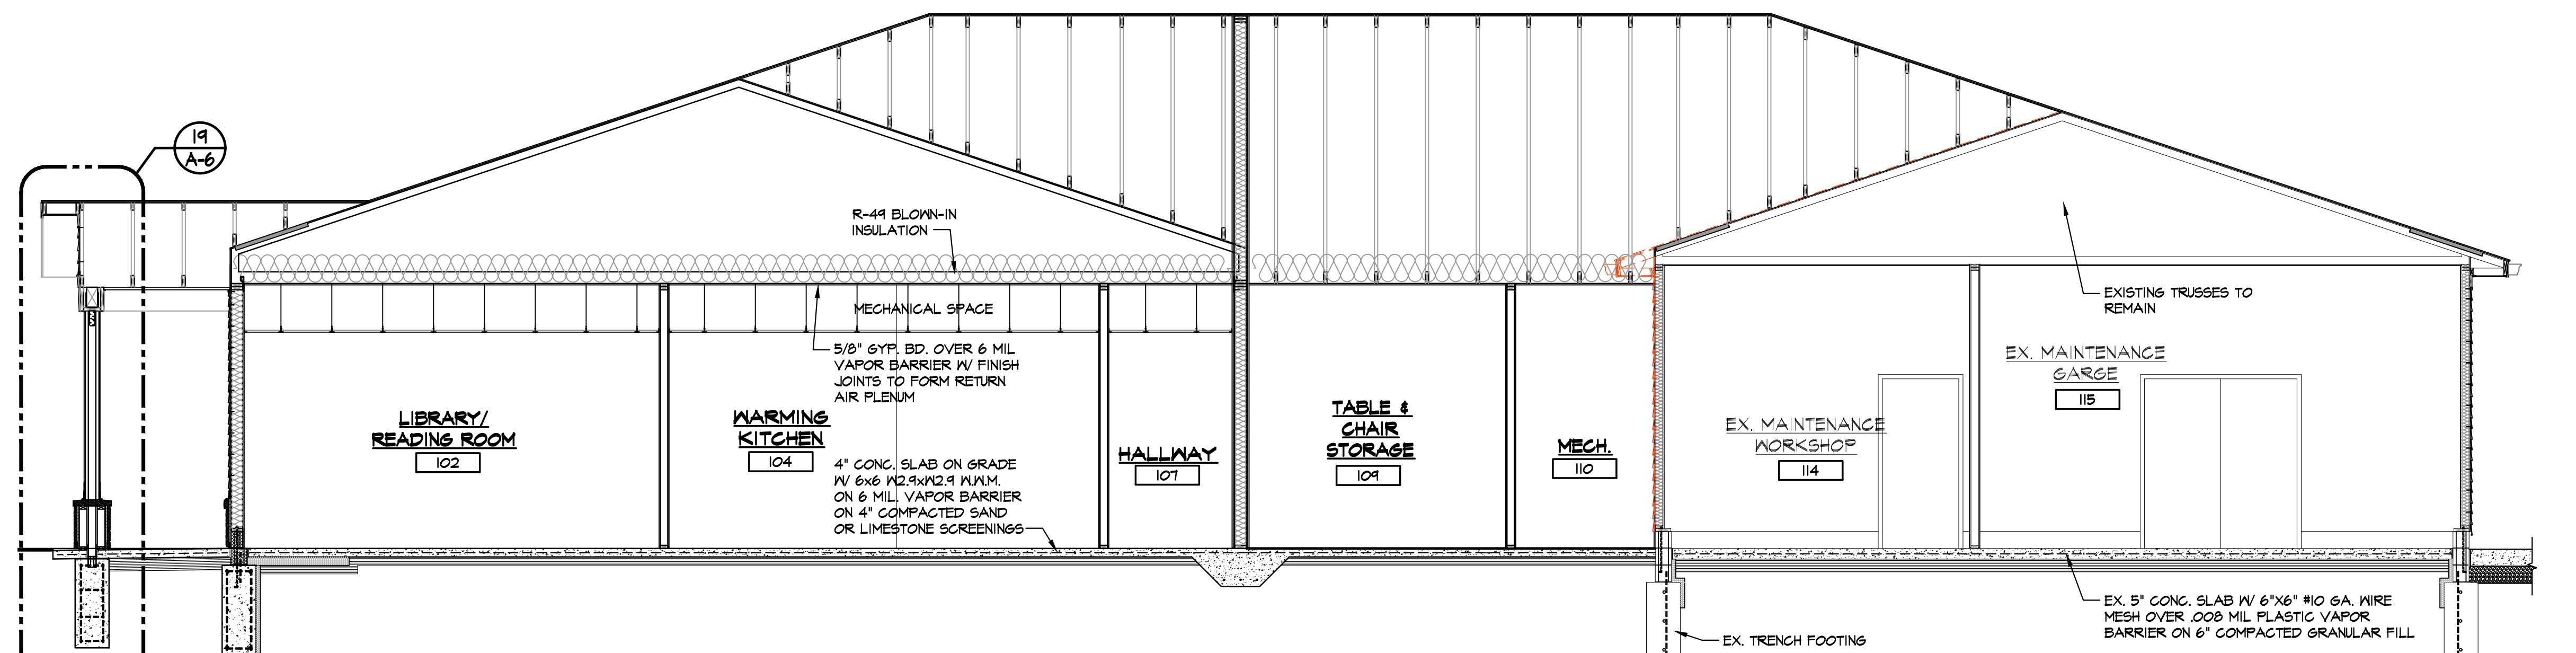 19
A-6
R-49 BLOWN-IN
INSULATION
MECHANICAL SPACE
5/8" GYP. BD. OVER 6 MIL
VAPOR BARRIER W/ FINISH
JOINTS TO FORM RETURN
AIR PLENUM
LIBRARY/
READING ROOM
102
WARMING
KITCHEN
104
4" CONC. SLAB ON GRADE
W/ 6x6 W2.9xW2.9 W.W.M.
ON 6 MIL. VAPOR BARRIER
ON 4" COMPACTED SAND
OR LIMESTONE SCREENINGS
HALLWAY
107
TABLE &
CHAIR
STORAGE
109
MECH.
110
EXISTING TRUSSES TO
REMAIN
EX. MAINTENANCE
GARGE
115
EX. MAINTENANCE
WORKSHOP
114
EX. 5" CONC. SLAB W/ 6"X6" #10 GA. WIRE
MESH OVER .008 MIL PLASTIC VAPOR
BARRIER ON 6" COMPACTED GRANULAR FILL
EX. TRENCH FOOTING